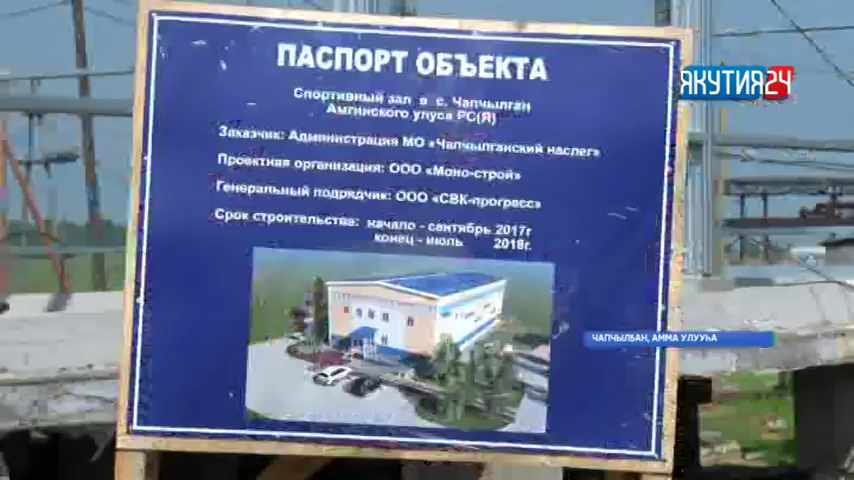 ПАСПОРТ ОБЪЕКТА
Спортивный зал в с. Чапчылган
Амгинского улуса РС(Я)
Заказчик: Администрация МО «Чапчылганский наслег»
Проектная организация: ООО «Моно-строй»
Генеральный подрядчик: ООО «СВК-прогресс»
Срок строительства: начало - сентябрь 2017г
конец - июль 2018г.
ЯКУТИЯ24
ЧАПЧЫЛҔАН, АММА УЛУУҺА